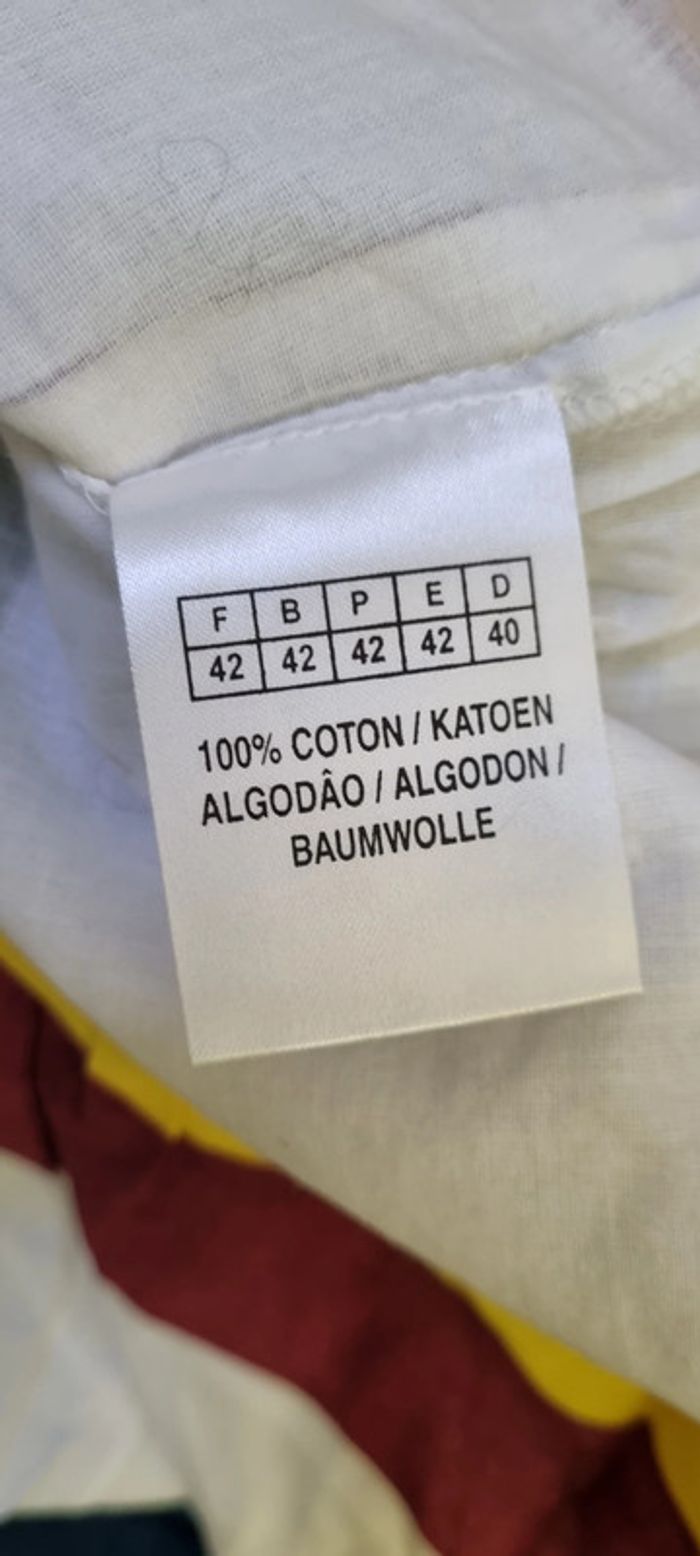 F B P E D
42 42 42 42 40
100% COTON / KATOEN
ALGODÂO / ALGODON /
BAUMWOLLE